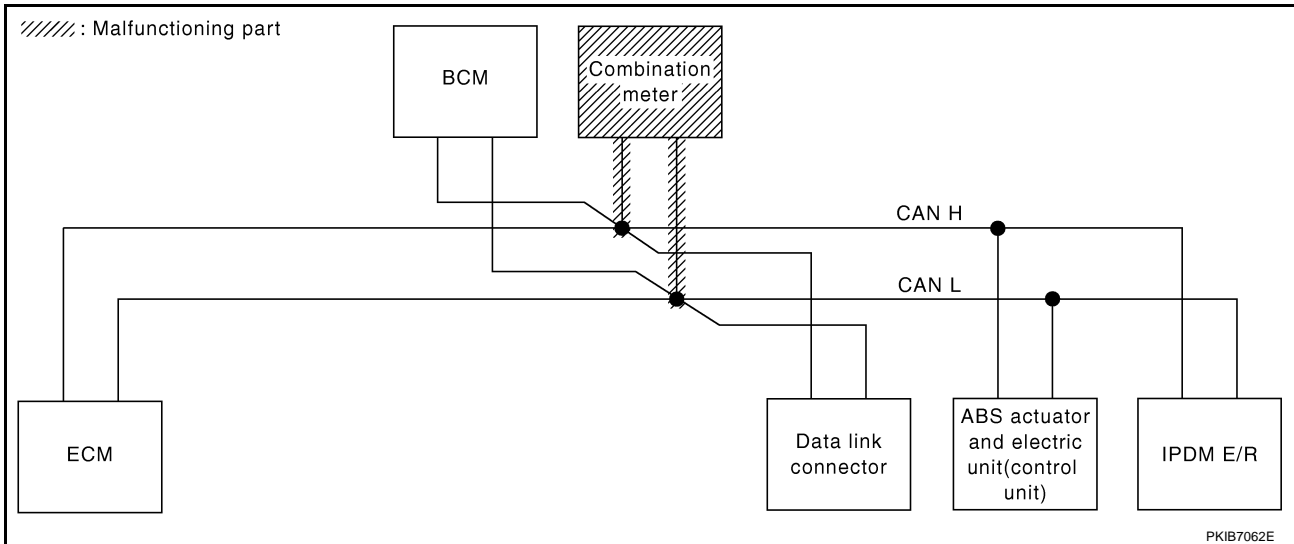 : Malfunctioning part
BCM
Combination
meter
CAN H
CAN L
ECM
Data link
connector
ABS actuator
and electric
unit(control
unit)
IPDM E/R
PKIB7062E